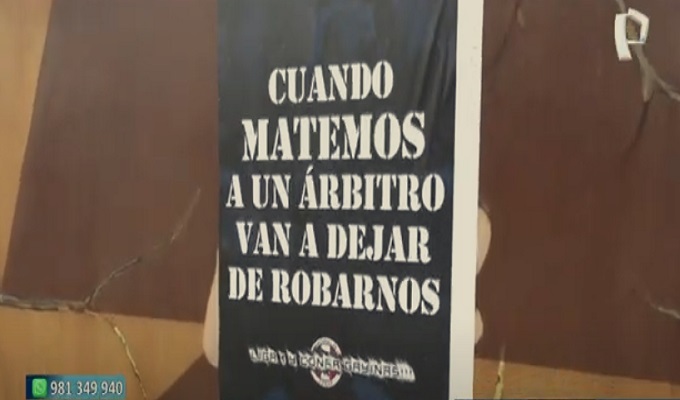 CUANDO
MATEMOS
A UN ÁRBITRO
VAN A DEJAR
DE ROBARNOS
981 349 940